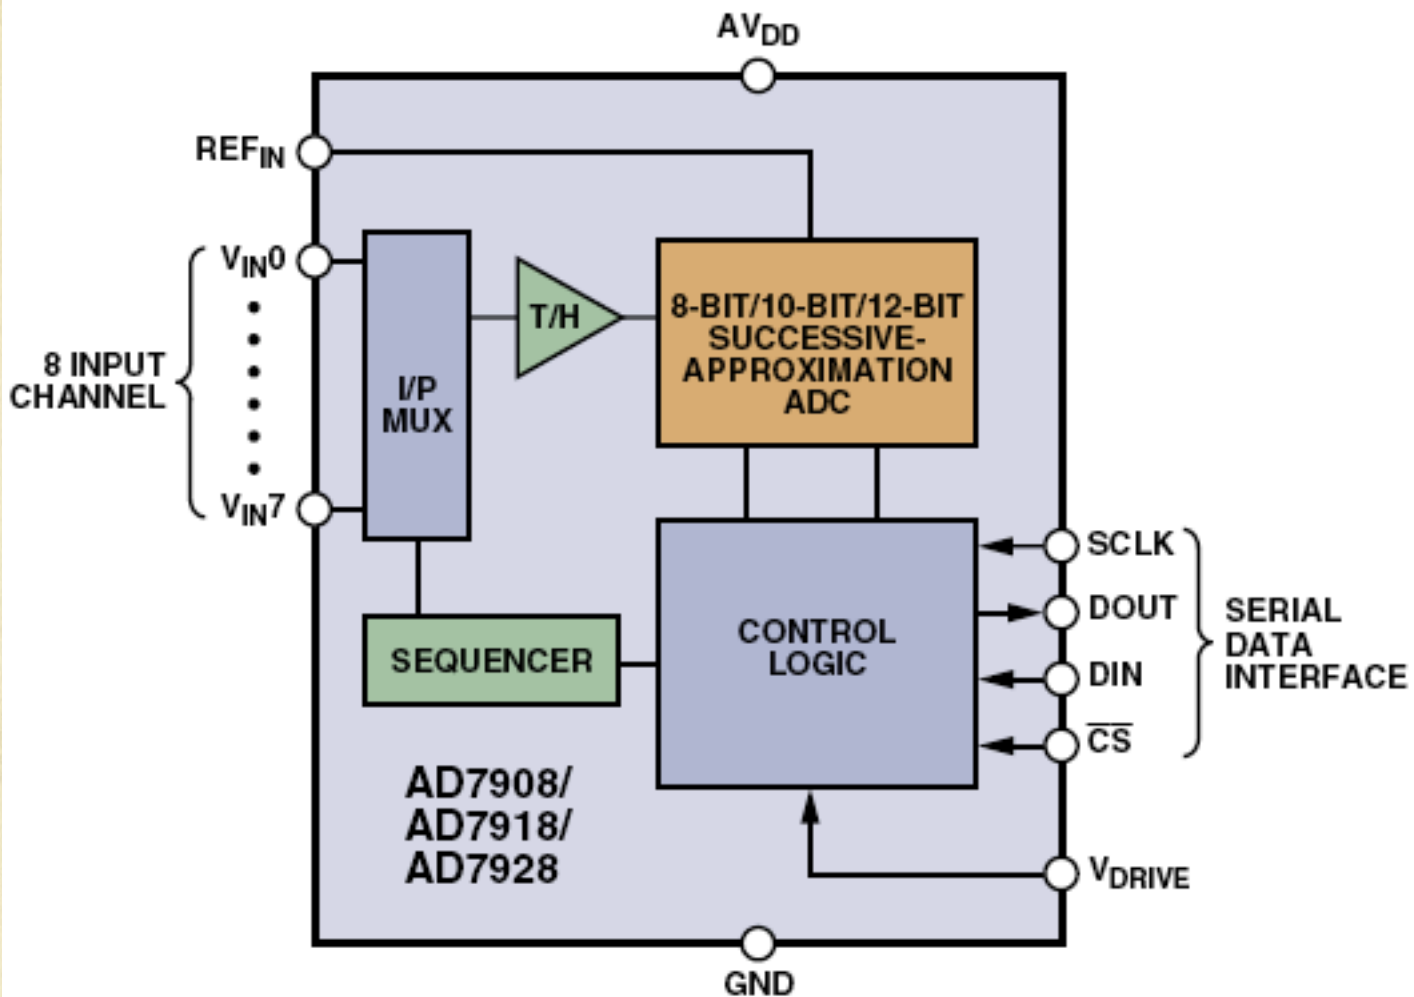 AVDD
REFIN
VIN0
8 INPUT
CHANNEL
VIN7
I/P
MUX
T/H
8-BIT/10-BIT/12-BIT
SUCCESSIVE-
APPROXIMATION
ADC
SEQUENCER
CONTROL
LOGIC
SCLK
DOUT
DIN
C̅S̅
SERIAL
DATA
INTERFACE
AD7908/
AD7918/
AD7928
VDRIVE
GND